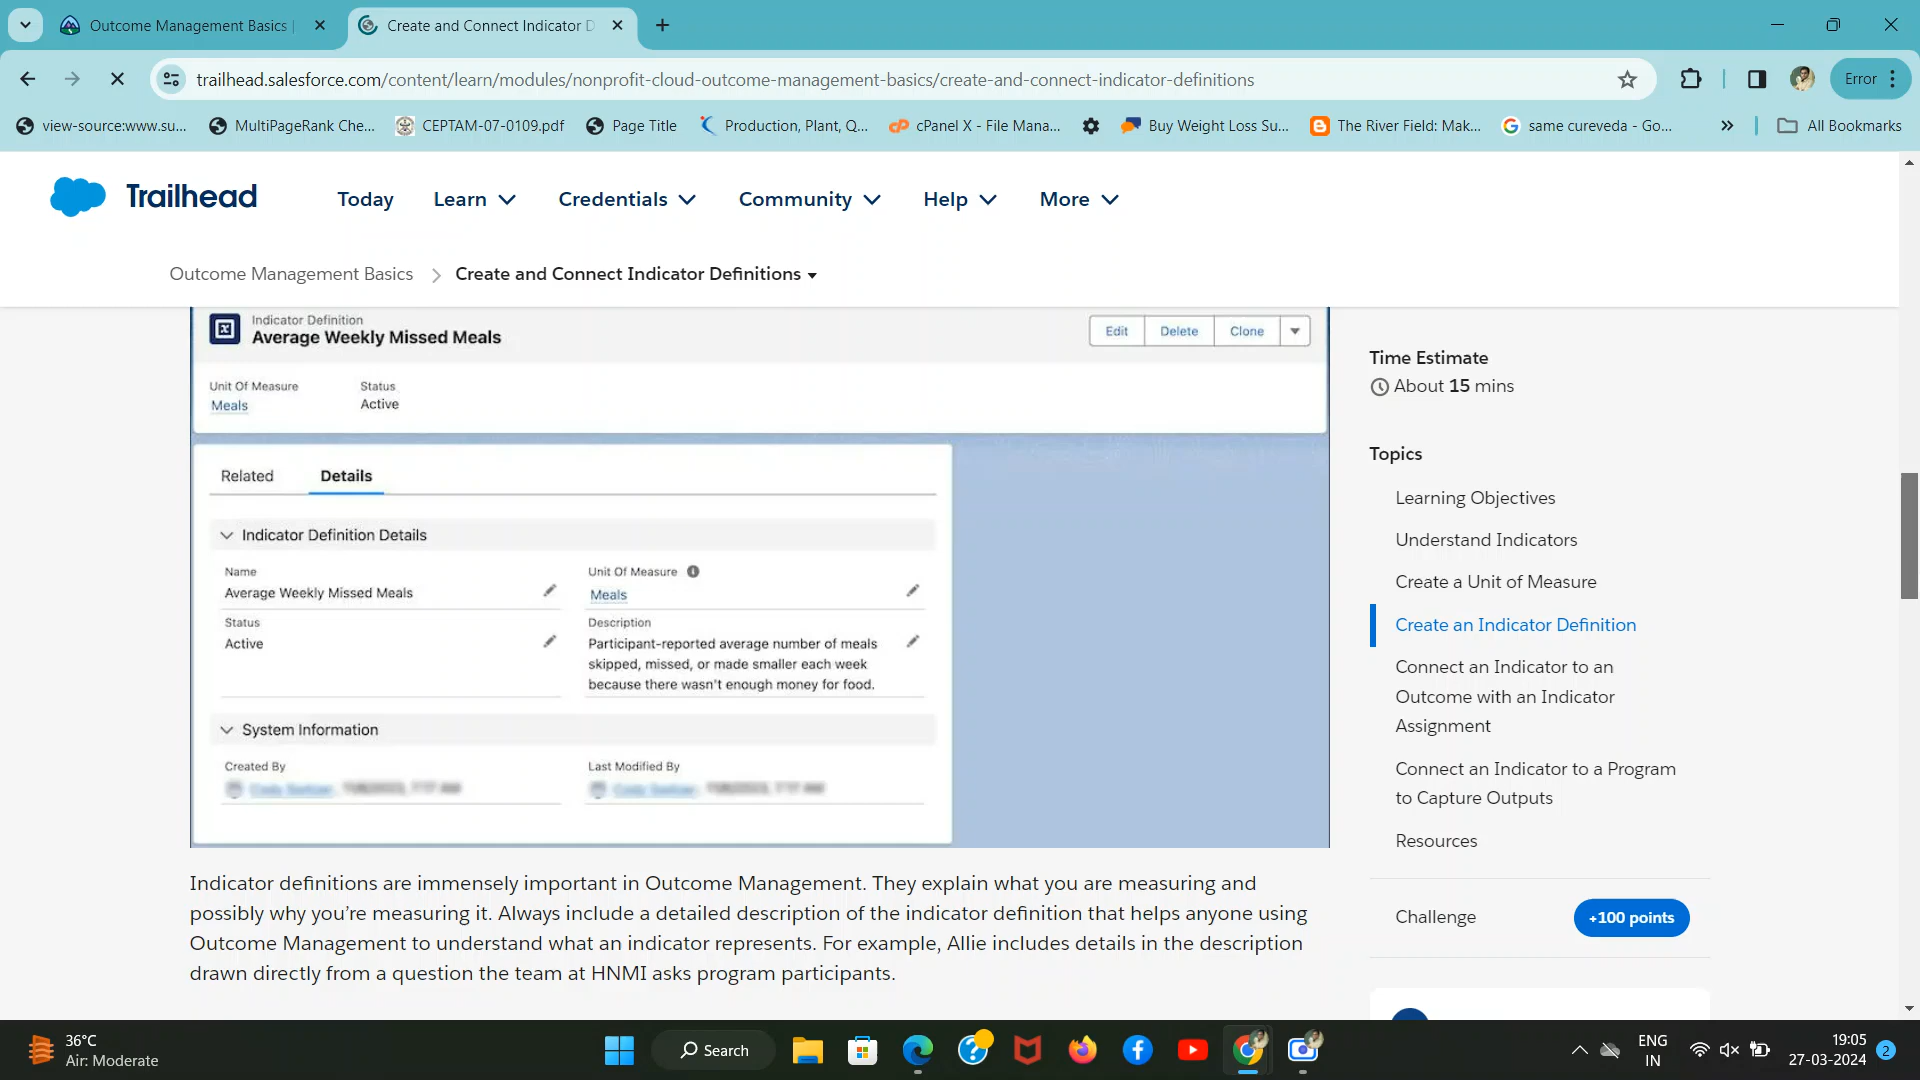 Outcome Management Basics |
Create and Connect Indicator D
trailhead.salesforce.com/content/learn/modules/nonprofit-cloud-outcome-management-basics/create-and-connect-indicator-definitions
Error
view-source:www.su...
MultiPageRank Che...
CEPTAM-07-0109.pdf
Page Title
Production, Plant, Q...
cPanel X - File Mana...
Buy Weight Loss Su...
The River Field: Mak...
same cureveda - Go...
All Bookmarks
Trailhead
Today
Learn
Credentials
Community
Help
More
Outcome Management Basics
Create and Connect Indicator Definitions
Indicator Definition
Average Weekly Missed Meals
Edit
Delete
Clone
Unit Of Measure
Status
Meals
Active
Related
Details
Indicator Definition Details
Name
Average Weekly Missed Meals
Unit Of Measure
Meals
Status
Active
Description
Participant-reported average number of meals
skipped, missed, or made smaller each week
because there wasn't enough money for food.
System Information
Created By
Last Modified By
Indicator definitions are immensely important in Outcome Management. They explain what you are measuring and
possibly why you’re measuring it. Always include a detailed description of the indicator definition that helps anyone using
Outcome Management to understand what an indicator represents. For example, Allie includes details in the description
drawn directly from a question the team at HNMI asks program participants.
Time Estimate
About 15 mins
Topics
Learning Objectives
Understand Indicators
Create a Unit of Measure
Create an Indicator Definition
Connect an Indicator to an
Outcome with an Indicator
Assignment
Connect an Indicator to a Program
to Capture Outputs
Resources
Challenge
+100 points
36°C
Air: Moderate
Search
ENG
IN
19:05
27-03-2024
2